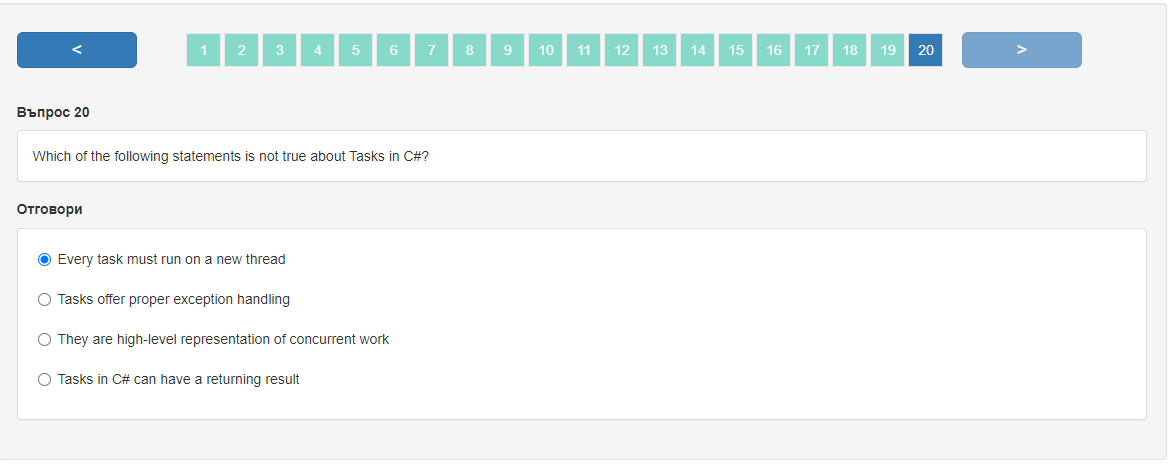 < 1 2 3 4 5 6 7 8 9 10 11 12 13 14 15 16 17 18 19 20 >
Въпрос 20
Which of the following statements is not true about Tasks in C#?
Отговори
Every task must run on a new thread
Tasks offer proper exception handling
They are high-level representation of concurrent work
Tasks in C# can have a returning result